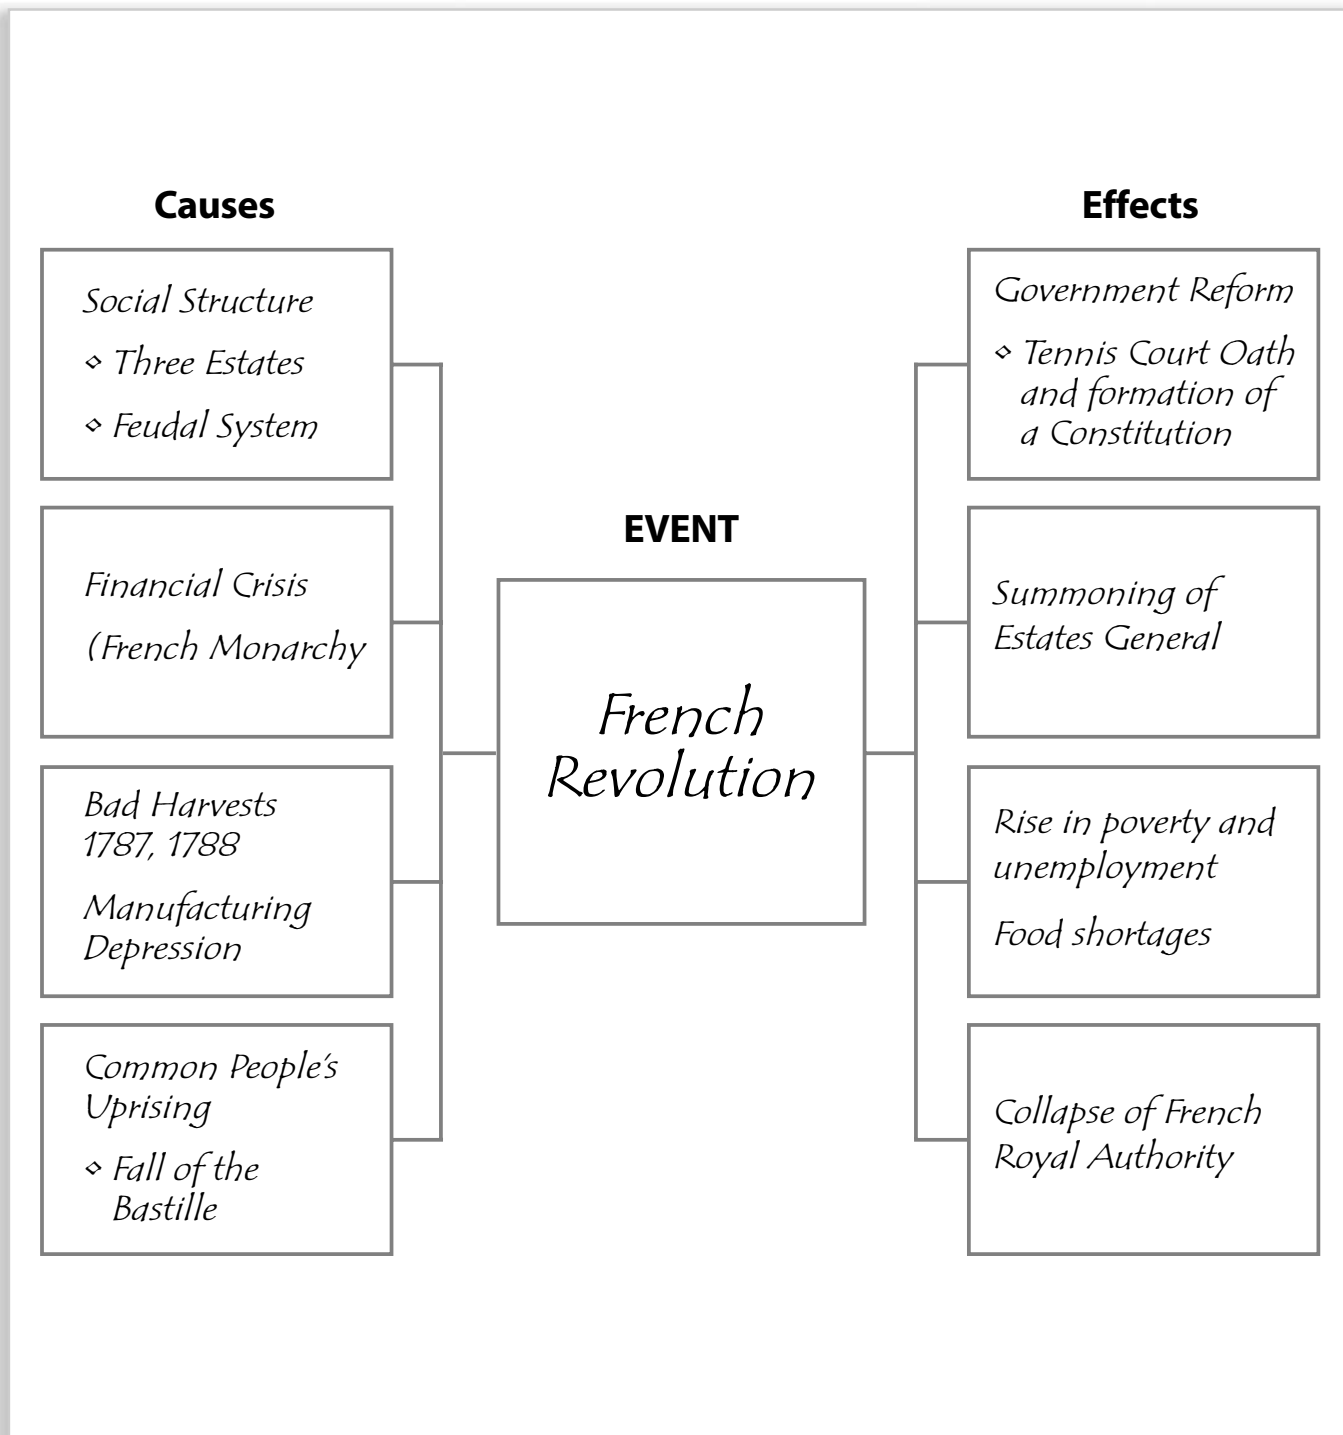 Causes
Social Structure
⋄ Three Estates
⋄ Feudal System
Financial Crisis
(French Monarchy
Bad Harvests
1787, 1788
Manufacturing
Depression
Common People's
Uprising
⋄ Fall of the
Bastille
EVENT
French
Revolution
Effects
Government Reform
⋄ Tennis Court Oath
and formation of
a Constitution
Summoning of
Estates General
Rise in poverty and
unemployment
Food shortages
Collapse of French
Royal Authority